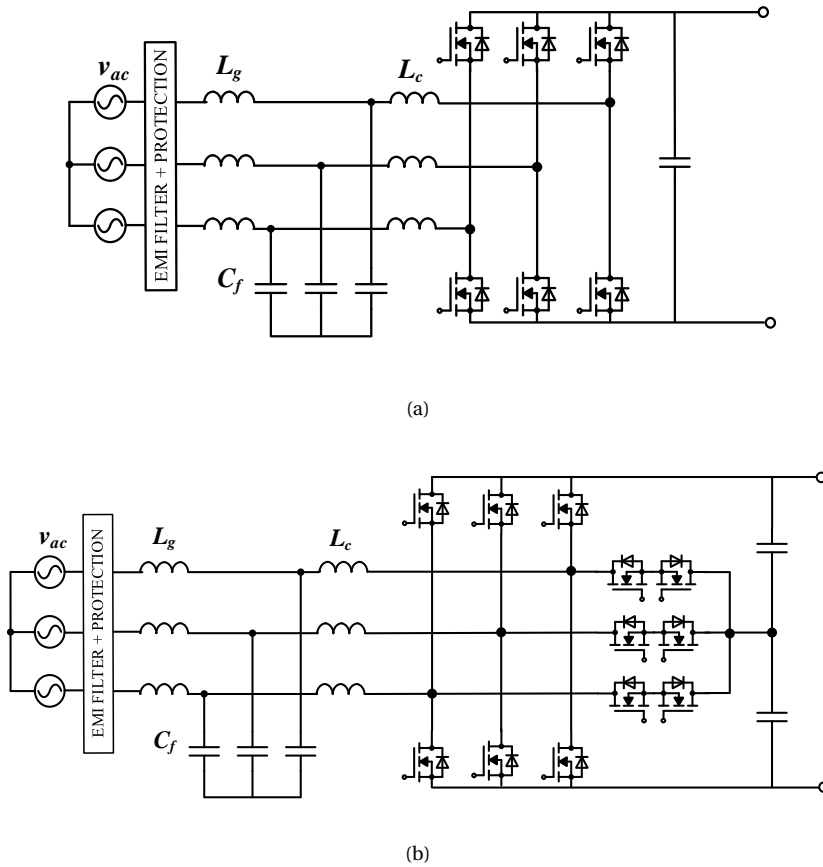 v_ac
EMI FILTER + PROTECTION
L_g
L_c
C_f
(a)
v_ac
EMI FILTER + PROTECTION
L_g
L_c
C_f
(b)